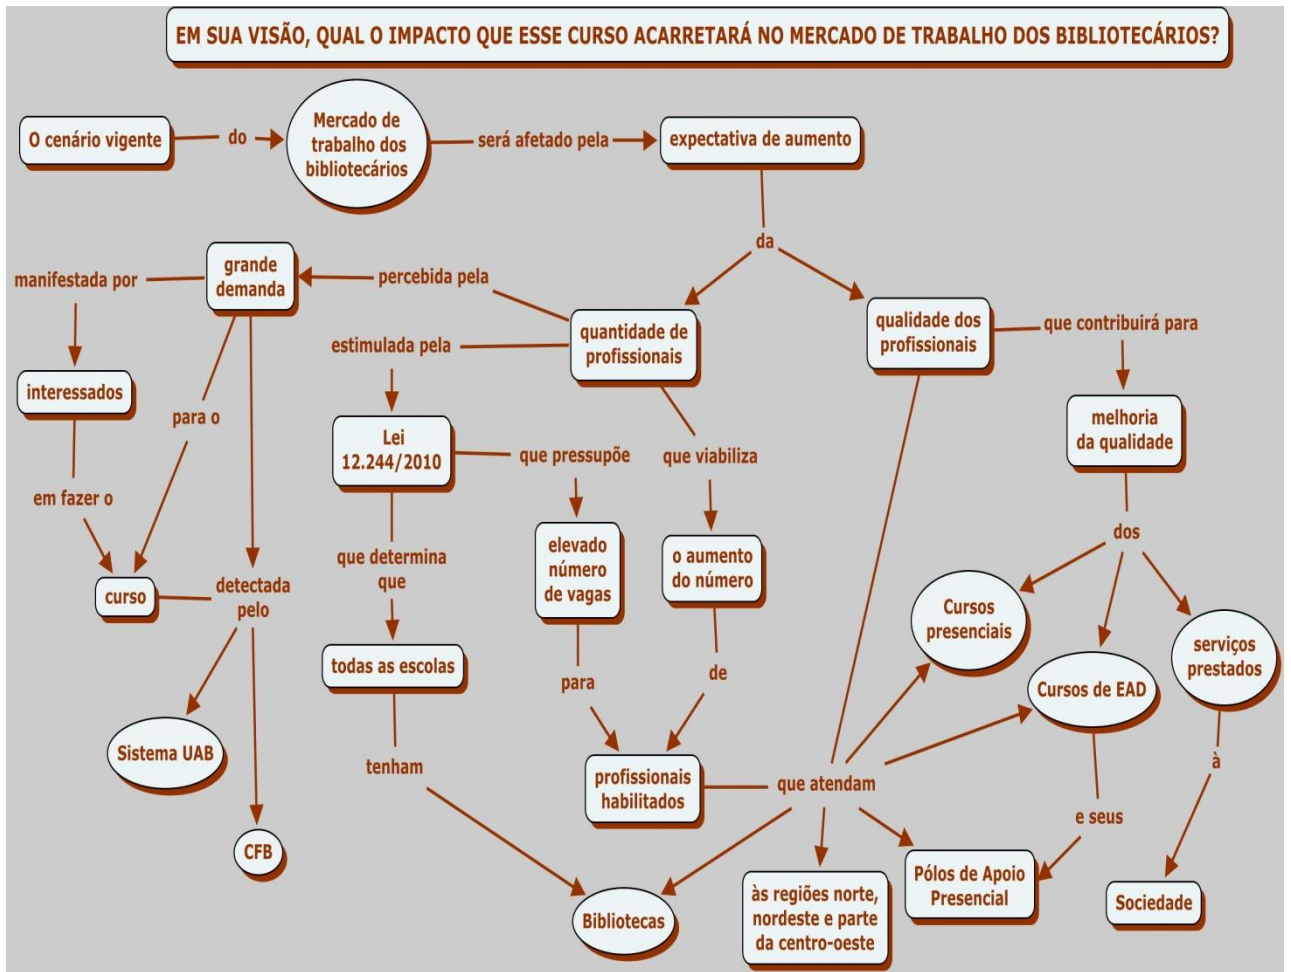 EM SUA VISÃO, QUAL O IMPACTO QUE ESSE CURSO ACARRETARÁ NO MERCADO DE TRABALHO DOS BIBLIOTECÁRIOS?
O cenário vigente
do
Mercado de
trabalho dos
bibliotecários
será afetado pela
expectativa de aumento
da
manifestada por
grande
demanda
percebida pela
quantidade de
profissionais
qualidade dos
profissionais
que contribuirá para
estimulada pela
interessados
para o
Lei
12.244/2010
que pressupõe
que viabiliza
melhoria
da qualidade
em fazer o
que determina
que
elevado
número
de vagas
o aumento
do número
dos
curso
detectada
pelo
Cursos
presenciais
serviços
prestados
todas as escolas
para
de
Cursos de EAD
Sistema UAB
tenham
profissionais
habilitados
que atendam
à
e seus
CFB
Bibliotecas
às regiões norte,
nordeste e parte
da centro-oeste
Pólos de Apoio
Presencial
Sociedade